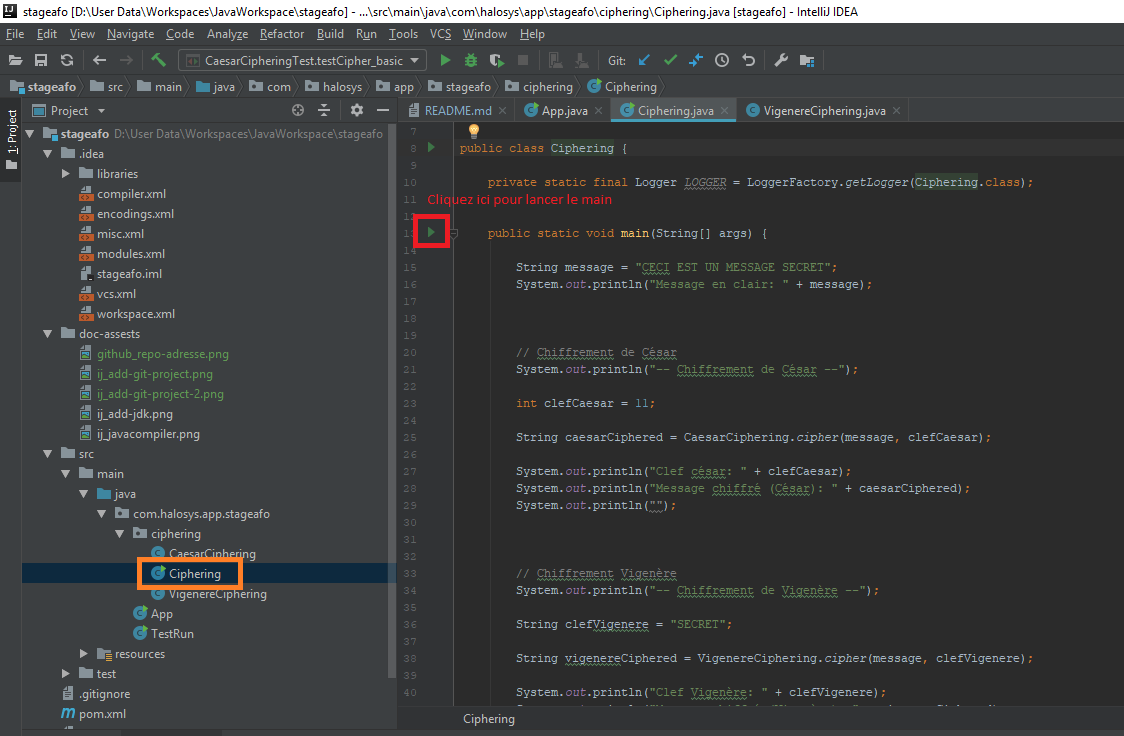 stageafo [D:\User Data\Workspaces\JavaWorkspace\stageafo] - ...\src\main\java\com\halosys\app\stageafo\ciphering\Ciphering.java [stageafo] - IntelliJ IDEA
File Edit View Navigate Code Analyze Refactor Build Run Tools VCS Window Help
CaesarCipheringTest.testCipher_basic Git:
stageafo src main java com halosys app stageafo ciphering Ciphering
1: Project
Project
README.md App.java Ciphering.java VigenereCiphering.java
stageafo D:\User Data\Workspaces\JavaWorkspace\stageafo
.idea
libraries
compiler.xml
encodings.xml
misc.xml
modules.xml
stageafo.iml
vcs.xml
workspace.xml
doc-assests
github_repo-adresse.png
ij_add-git-project.png
ij_add-git-project-2.png
ij_add-jdk.png
ij_javacompiler.png
src
main
java
com.halosys.app.stageafo
ciphering
CaesarCiphering
Ciphering
VigenereCiphering
App
TestRun
resources
test
.gitignore
pom.xml
7
8 public class Ciphering {
9
10 private static final Logger LOGGER = LoggerFactory.getLogger(Ciphering.class);
11 Cliquez ici pour lancer le main
12
13 public static void main(String[] args) {
14
15 String message = "CECI EST UN MESSAGE SECRET";
16 System.out.println("Message en clair: " + message);
17
18
19
20 // Chiffrement de César
21 System.out.println("-- Chiffrement de César --");
22
23 int clefCaesar = 11;
24
25 String caesarCiphered = CaesarCiphering.cipher(message, clefCaesar);
26
27 System.out.println("Clef césar: " + clefCaesar);
28 System.out.println("Message chiffré (César): " + caesarCiphered);
29 System.out.println("");
30
31
32
33 // Chiffrement Vigenère
34 System.out.println("-- Chiffrement de Vigenère --");
35
36 String clefVigenere = "SECRET";
37
38 String vigenereCiphered = VigenereCiphering.cipher(message, clefVigenere);
39
40 System.out.println("Clef Vigenère: " + clefVigenere);
Ciphering